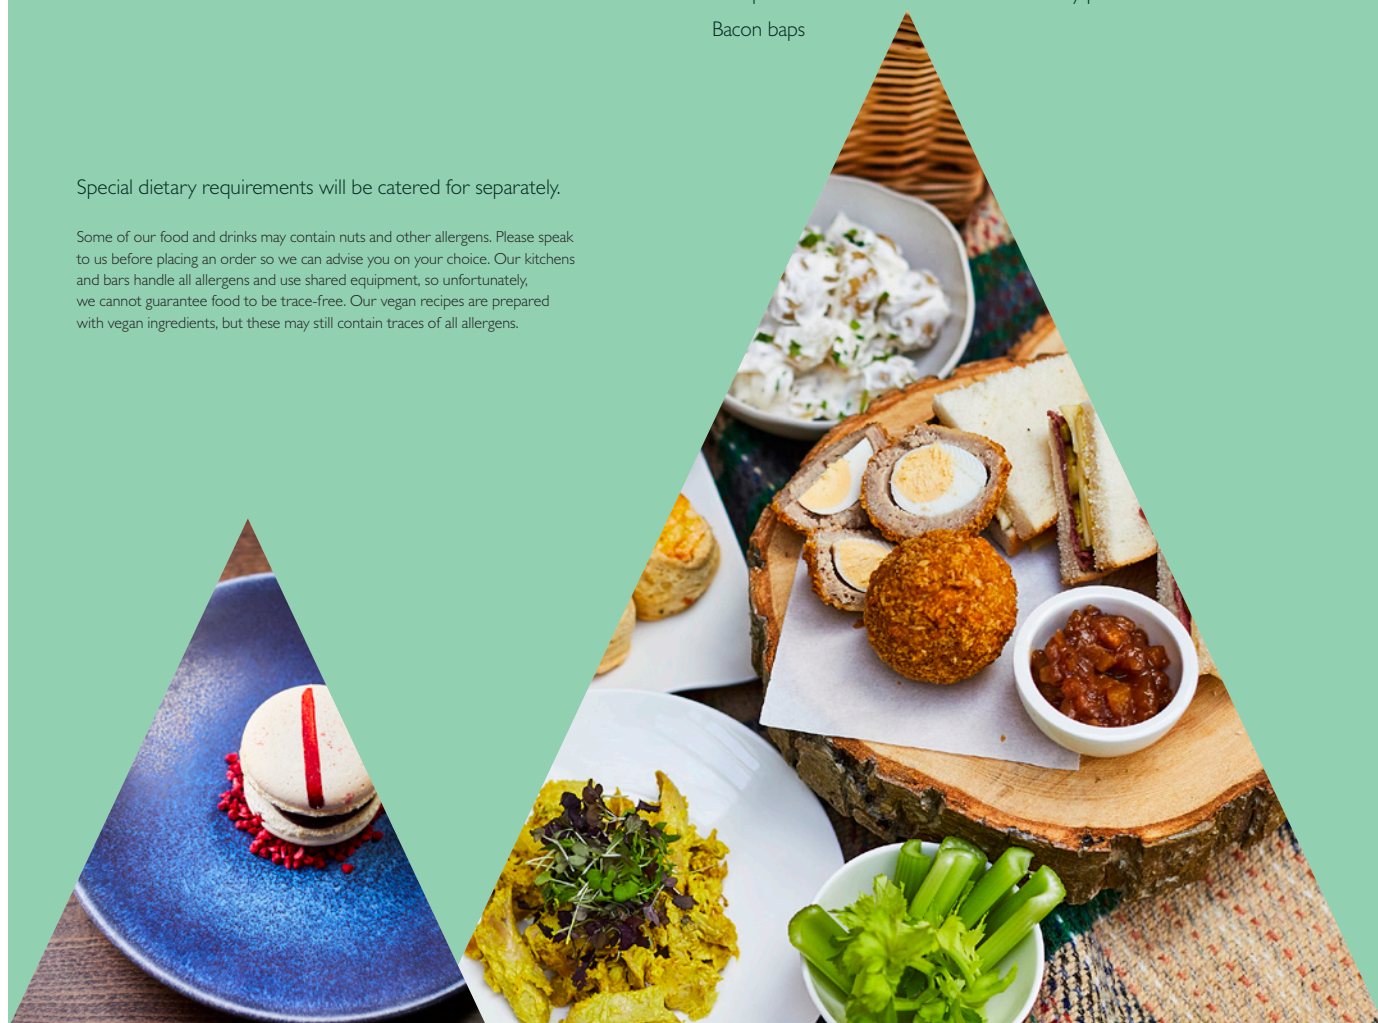 Bacon baps
Special dietary requirements will be catered for separately.
Some of our food and drinks may contain nuts and other allergens. Please speak
to us before placing an order so we can advise you on your choice. Our kitchens
and bars handle all allergens and use shared equipment, so unfortunately,
we cannot guarantee food to be trace-free. Our vegan recipes are prepared
with vegan ingredients, but these may still contain traces of all allergens.